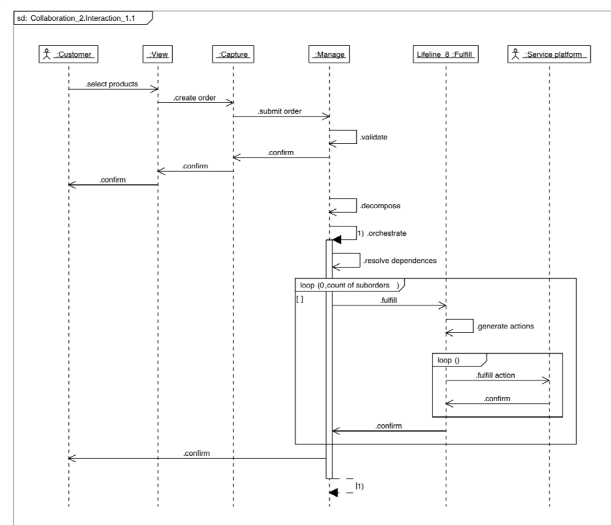 sd: Collaboration_2.Interaction_1.1
_:Customer
_:View
_:Capture
_:Manage
Lifeline_8 :Fulfill
_:Service platform
.select products
.create order
.submit order
.validate
.confirm
.confirm
.confirm
.decompose
1) .orchestrate
.resolve dependences
loop (0,count of suborders )
[ ]
.fulfill
.generate actions
loop ()
.fulfill action
.confirm
.confirm
.confirm
1)